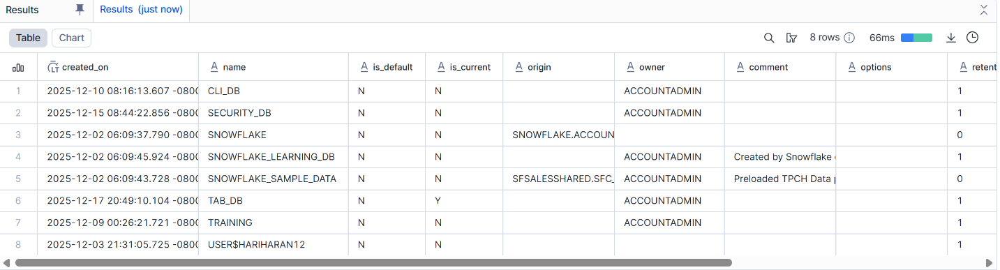 Results Results (just now)
Table Chart 8 rows 66ms
created_on name is_default is_current origin owner comment options retent
1 2025-12-10 08:16:13.607 -0800 CLI_DB N N ACCOUNTADMIN 1
2 2025-12-15 08:44:22.856 -0800 SECURITY_DB N N ACCOUNTADMIN 1
3 2025-12-02 06:09:37.790 -0800 SNOWFLAKE N N SNOWFLAKE.ACCOUN 0
4 2025-12-02 06:09:45.924 -0800 SNOWFLAKE_LEARNING_DB N N ACCOUNTADMIN Created by Snowflake 1
5 2025-12-02 06:09:43.728 -0800 SNOWFLAKE_SAMPLE_DATA N N SFSALESSHARED.SFC_ ACCOUNTADMIN Preloaded TPCH Data 0
6 2025-12-17 20:49:10.104 -0800 TAB_DB N Y ACCOUNTADMIN 1
7 2025-12-09 00:26:21.721 -0800 TRAINING N N ACCOUNTADMIN 1
8 2025-12-03 21:31:05.725 -0800 USER$HARIHARAN12 N N 1